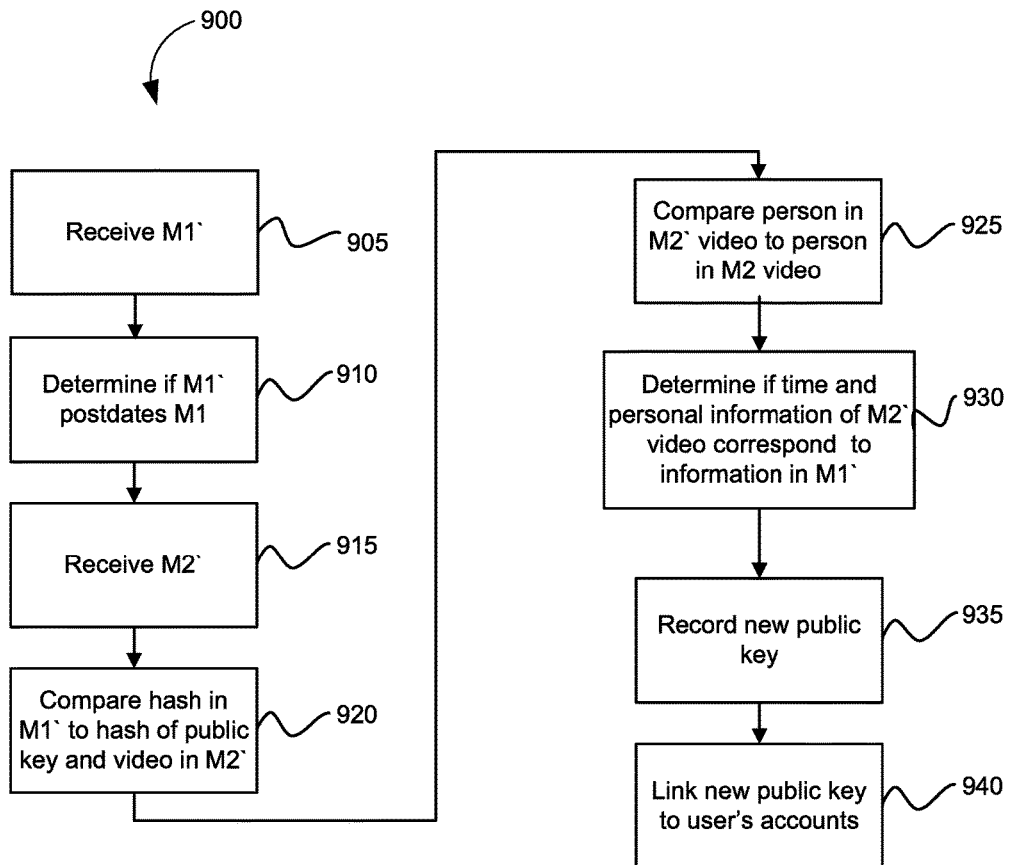 900
Receive M1`
905
Determine if M1`
postdates M1
910
Receive M2`
915
Compare hash in
M1` to hash of public
key and video in M2`
920
Compare person in
M2` video to person
in M2 video
925
Determine if time and
personal information of M2`
video correspond to
information in M1`
930
Record new public
key
935
Link new public key
to user's accounts
940